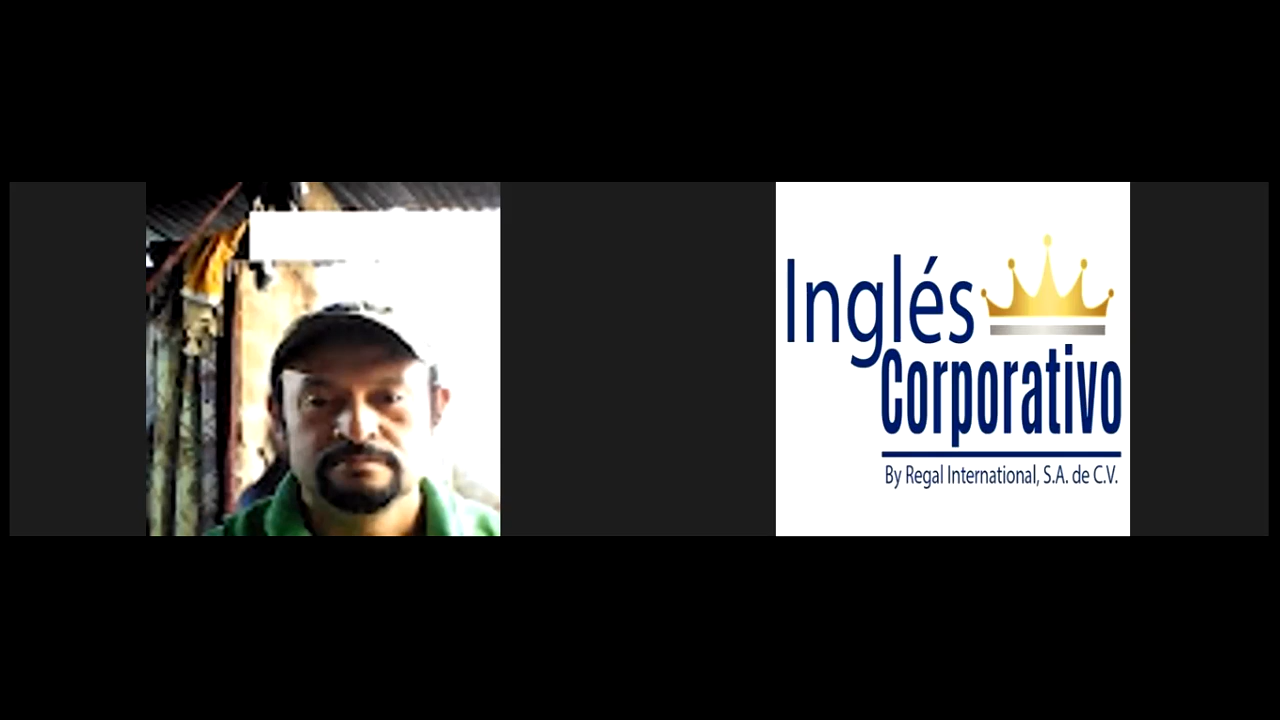 Inglés
Corporativo
By Regal International, S.A. de C.V.